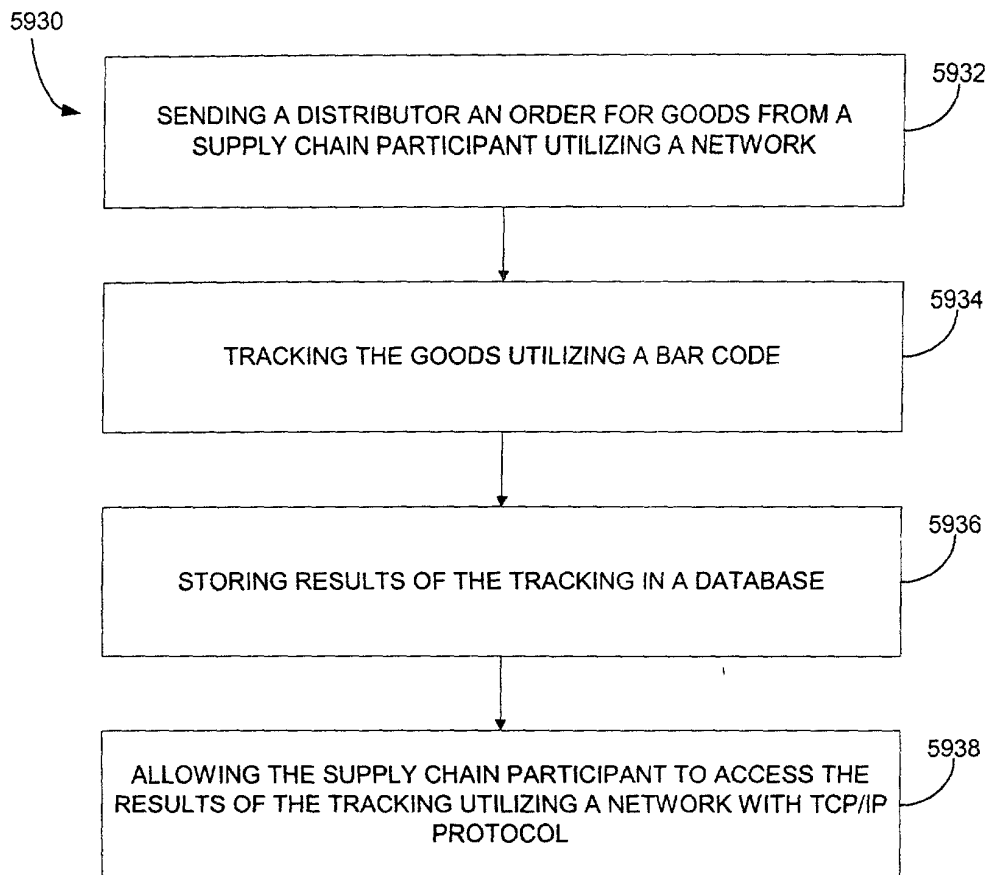 5930
5932
SENDING A DISTRIBUTOR AN ORDER FOR GOODS FROM A
SUPPLY CHAIN PARTICIPANT UTILIZING A NETWORK
5934
TRACKING THE GOODS UTILIZING A BAR CODE
5936
STORING RESULTS OF THE TRACKING IN A DATABASE
5938
ALLOWING THE SUPPLY CHAIN PARTICIPANT TO ACCESS THE
RESULTS OF THE TRACKING UTILIZING A NETWORK WITH TCP/IP
PROTOCOL